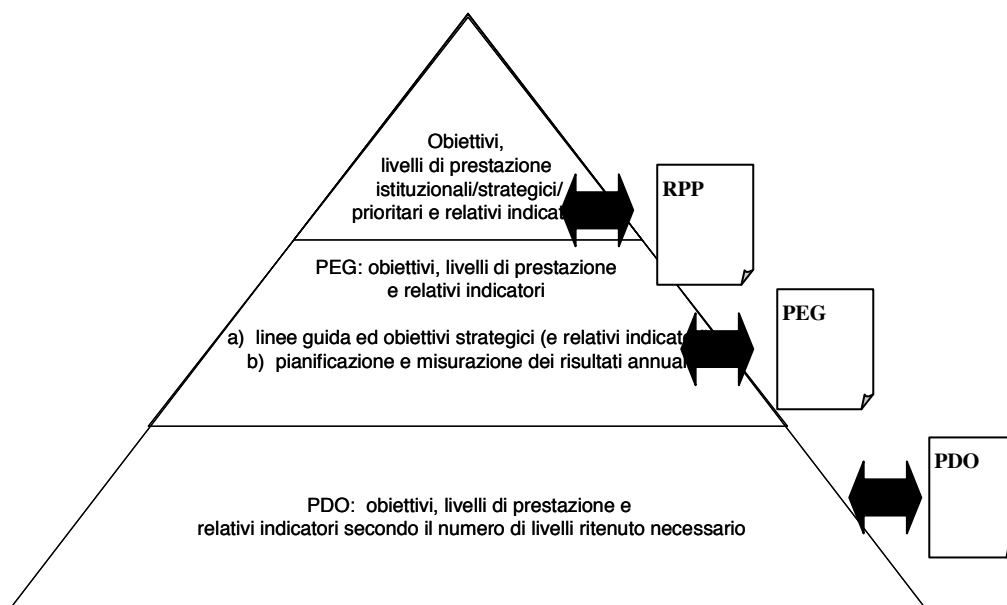 Obiettivi,
livelli di prestazione
istituzionali/strategici/
prioritari e relativi
RPP
PEG: obiettivi, livelli di prestazione
e relativi indicatori
PEG
a) linee guida ed obiettivi strategici (e relativi
b) pianificazione e misurazione dei risultati
PDO
PDO: obiettivi, livelli di prestazione e
relativi indicatori secondo il numero di livelli ritenuto necessario